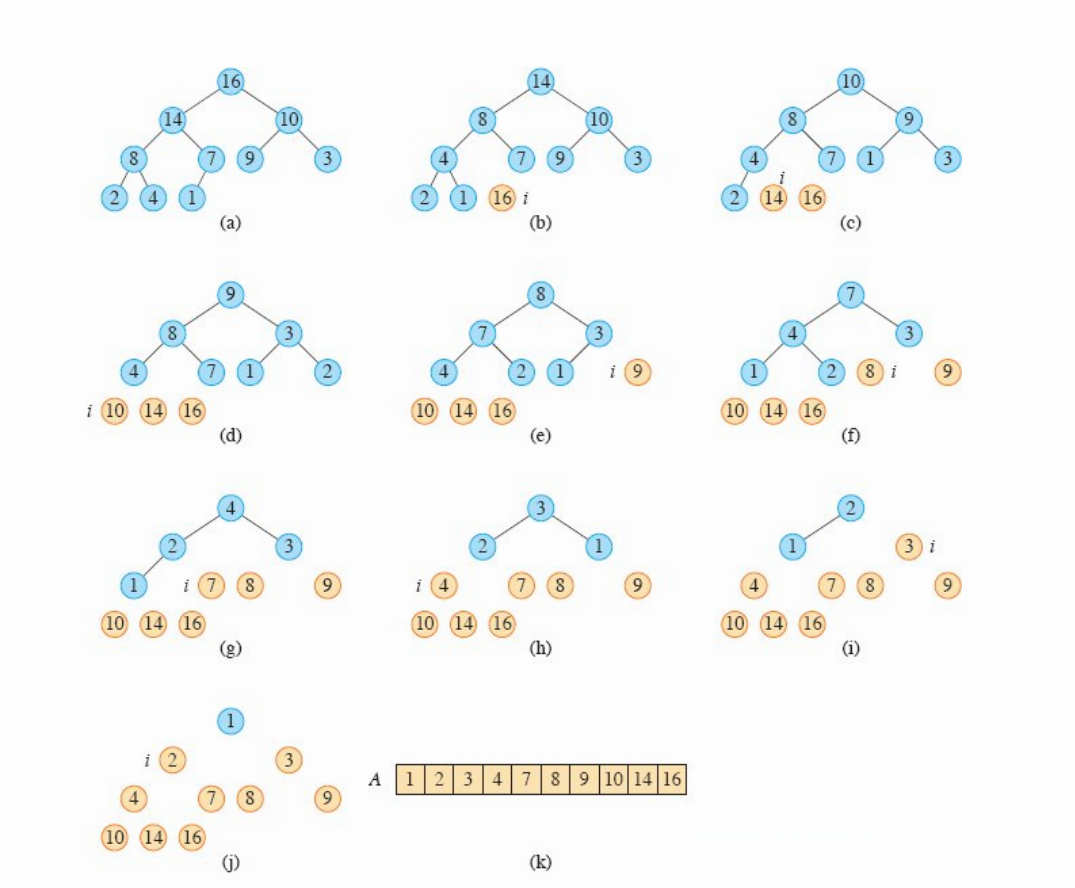 16 14 10
14 10 8 10 8 9
8 7 9 3 4 7 9 3 4 7 1 3
i
2 4 1 2 1 16 i 2 14 16
(a) (b) (c)
9 8 7
8 3 7 3 4 3
4 7 1 2 4 2 1 i 9 1 2 8 i 9
i 10 14 16 10 14 16 10 14 16
(d) (e) (f)
4 3 2
2 3 2 1 1 3 i
1 i 7 8 9 i 4 7 8 9 4 7 8 9
10 14 16 10 14 16 10 14 16
(g) (h) (i)
1
i 2 3
A 1 2 3 4 7 8 9 10 14 16
4 7 8 9
10 14 16
(j) (k)